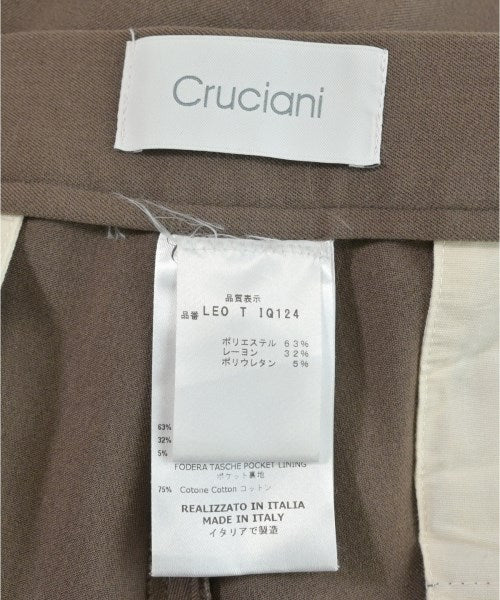 Cruciani
品質表示
品番 LEO T IQ124
ポリエステル 63%
レーヨン 32%
ポリウレタン 5%
63%
32%
5%
FODERA TASCHE POCKET LINING
ポケット裏地
75% Cotone Cotton コットン
REALIZZATO IN ITALIA
MADE IN ITALY
イタリアで製造